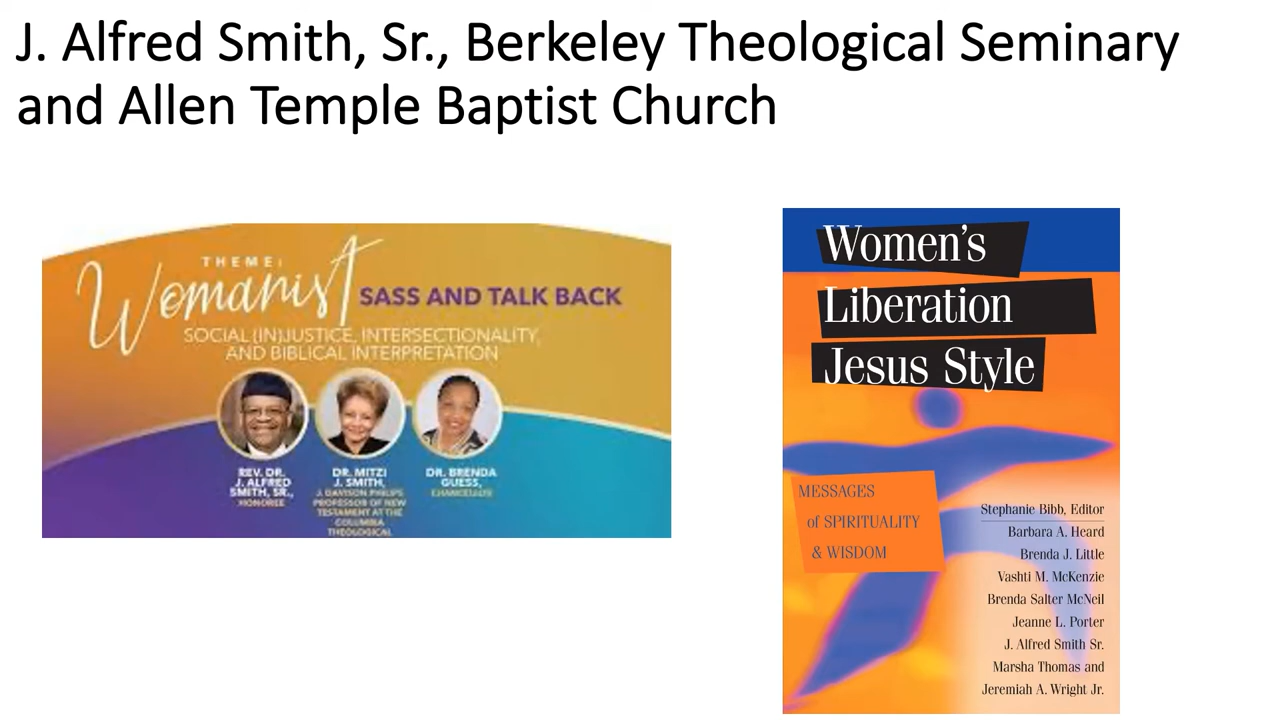 J. Alfred Smith, Sr., Berkeley Theological Seminary
and Allen Temple Baptist Church
THEME:
Womanist SASS AND TALK BACK
SOCIAL (IN)JUSTICE, INTERSECTIONALITY,
AND BIBLICAL INTERPRETATION
REV. DR.
J. ALFRED
SMITH, SR.,
HONOREE
DR. MITZI
J. SMITH,
J. DAVISON PHILIPS
PROFESSOR OF NEW
TESTAMENT AT THE
COLUMBIA
THEOLOGICAL
DR. BRENDA
GUESS,
CHANCELLOR
Women's
Liberation
Jesus Style
MESSAGES
of SPIRITUALITY
& WISDOM
Stephanie Bibb, Editor
Barbara A. Heard
Brenda J. Little
Vashti M. McKenzie
Brenda Salter McNeil
Jeanne L. Porter
J. Alfred Smith Sr.
Marsha Thomas and
Jeremiah A. Wright Jr.